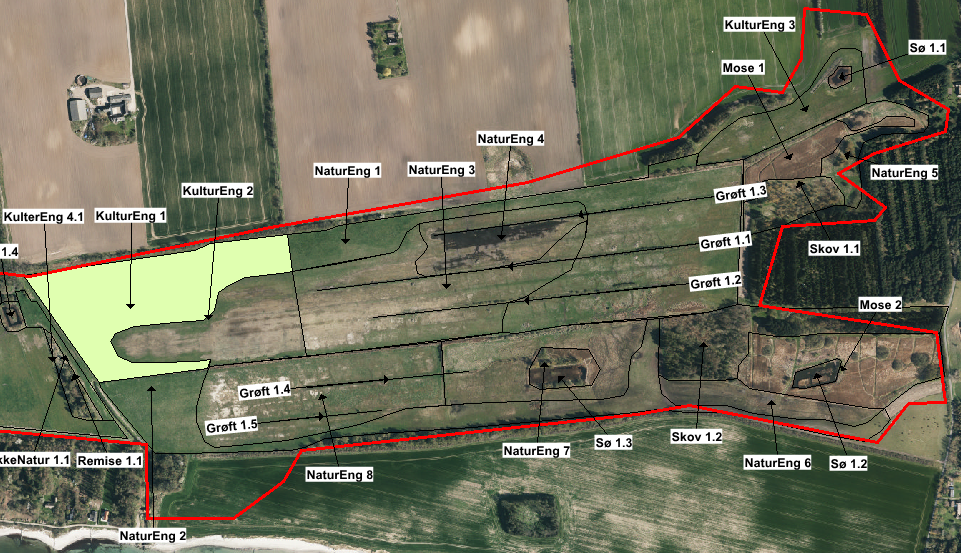 KulturEng 3
Sø 1.1
Mose 1
NaturEng 4
NaturEng 1
NaturEng 3
NaturEng 5
KulturEng 2
Grøft 1.3
KulterEng 4.1
KulturEng 1
Grøft 1.1
Skov 1.1
1.4
Grøft 1.2
Mose 2
Grøft 1.4
Grøft 1.5
Skov 1.2
Sø 1.3
NaturEng 7
kkeNatur 1.1
Remise 1.1
NaturEng 6
Sø 1.2
NaturEng 8
NaturEng 2